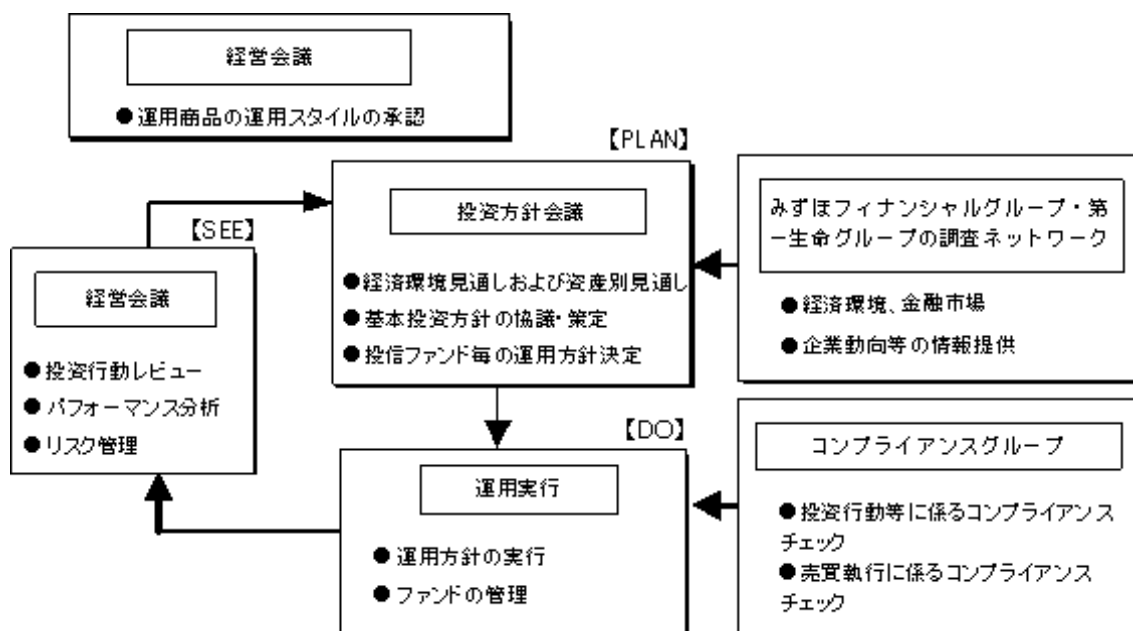 経営会議
●運用商品の運用スタイルの承認
【PLAN】
投資方針会議
●経済環境見通しおよび資産別見通し
●基本投資方針の協議・策定
●投信ファンド毎の運用方針決定
みずほフィナンシャルグループ・第
一生命グループの調査ネットワーク
●経済環境、金融市場
●企業動向等の情報提供
【SEE】
経営会議
●投資行動レビュー
●パフォーマンス分析
●リスク管理
【DO】
運用実行
●運用方針の実行
●ファンドの管理
コンプライアンスグループ
●投資行動等に係るコンプライアンス
チェック
●売買執行に係るコンプライアンス
チェック